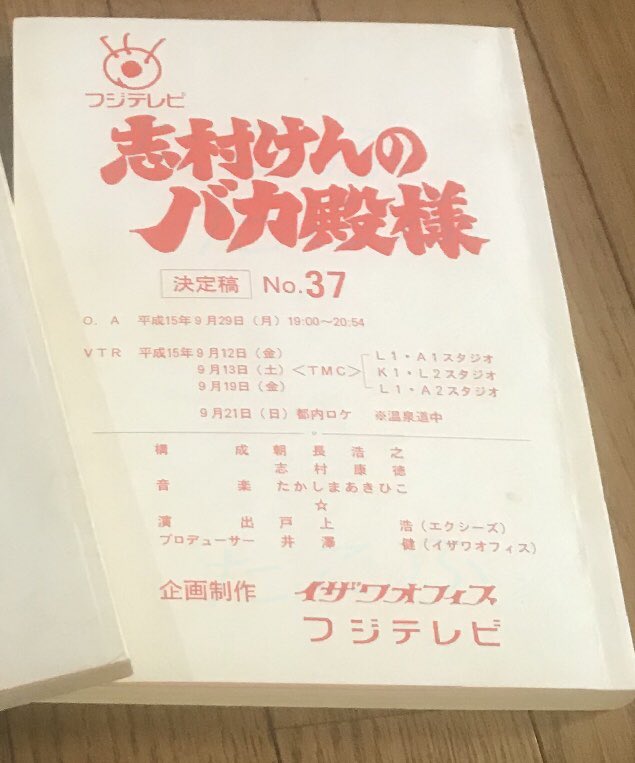 フジテレビ
志村けんの
バカ殿様
決定稿 No.37
O.A 平成15年9月29日(月)19:00〜20:54
VTR 平成15年9月12日(金) L1・A1スタジオ
9月13日(土)<TMC> K1・L2スタジオ
9月19日(金) L1・A2スタジオ
9月21日(日)都内ロケ ※温泉道中
構成 朝長浩之
志村康徳
音楽 たかしまあきひこ
☆
演出 戸上浩(エクシーズ)
プロデューサー 井澤健(イザワオフィス)
企画制作 イザワオフィス
フジテレビ